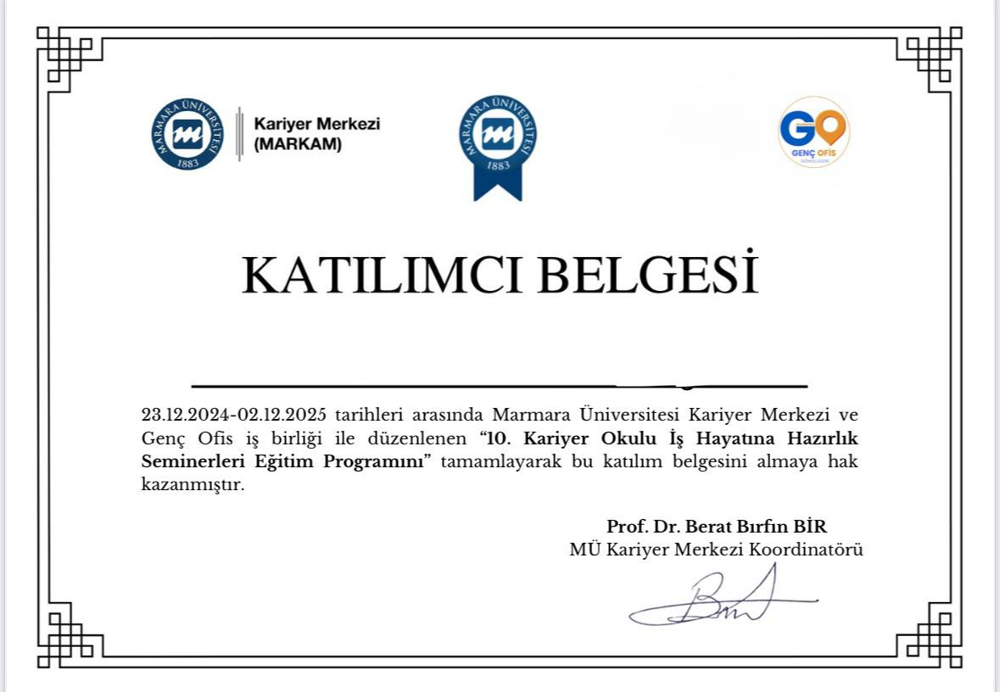 MARMARA ÜNİVERSİTESİ
1883
Kariyer Merkezi
(MARKAM)
MARMARA ÜNİVERSİTESİ
1883
GO
GENÇ OFİS
GÖNÜLLÜLERİ
KATILIMCI BELGESİ
23.12.2024-02.12.2025 tarihleri arasında Marmara Üniversitesi Kariyer Merkezi ve
Genç Ofis iş birliği ile düzenlenen “10. Kariyer Okulu İş Hayatına Hazırlık
Seminerleri Eğitim Programını” tamamlayarak bu katılım belgesini almaya hak
kazanmıştır.
Prof. Dr. Berat Bırfın BİR
MÜ Kariyer Merkezi Koordinatörü